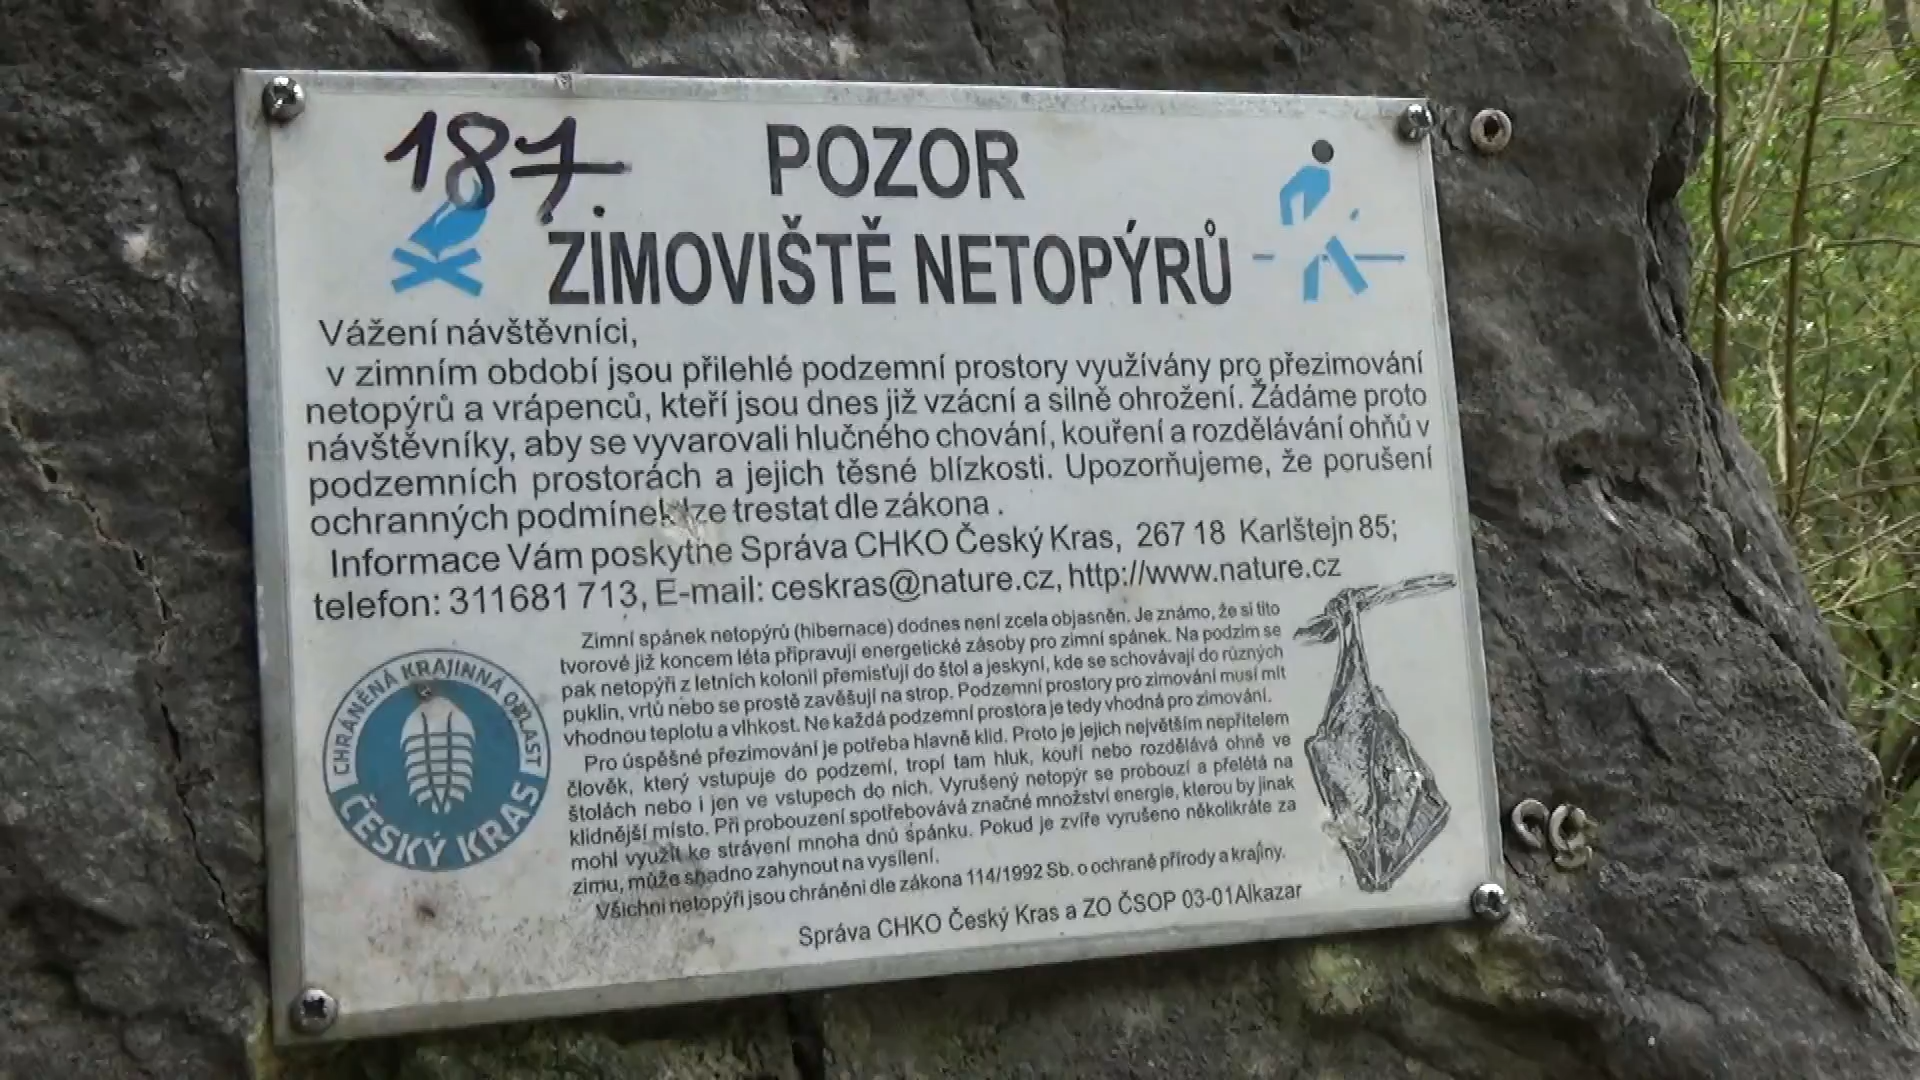 187
POZOR
ZIMOVIŠTĚ NETOPÝRŮ
Vážení návštěvníci,
v zimním období jsou přilehlé podzemní prostory využívány pro přezimování
netopýrů a vrápenců, kteří jsou dnes již vzácní a silně ohrožení. Žádáme proto
návštěvníky, aby se vyvarovali hlučného chování, kouření a rozdělávání ohňů v
podzemních prostorách a jejich těsné blízkosti. Upozorňujeme, že porušení
ochranných podmínek lze trestat dle zákona .
Informace Vám poskytne Správa CHKO Český Kras, 267 18 Karlštejn 85;
telefon: 311681 713, E-mail: ceskras@nature.cz, http://www.nature.cz
Zimní spánek netopýrů (hibernace) dodnes není zcela objasněn. Je známo, že si tito
tvorové již koncem léta připravují energetické zásoby pro zimní spánek. Na podzim se
pak netopýři z letních kolonií přemisťují do štol a jeskyní, kde se schovávají do různých
puklin, vrtů nebo se prostě zavěšují na strop. Podzemní prostory pro zimování musí mít
vhodnou teplotu a vlhkost. Ne každá podzemní prostora je tedy vhodná pro zimování.
Pro úspěšné přezimování je potřeba hlavně klid. Proto je jejich největším nepřítelem
člověk, který vstupuje do podzemí, tropí tam hluk, kouří nebo rozdělává ohně ve
štolách nebo i jen ve vstupech do nich. Vyrušený netopýr se probouzí a přelétá na
klidnější místo. Při probouzení spotřebovává značné množství energie, kterou by jinak
mohl využít ke strávení mnoha dnů spánku. Pokud je zvíře vyrušeno několikráte za
zimu, může snadno zahynout na vysílení.
Všichni netopýři jsou chráněni dle zákona 114/1992 Sb. o ochraně přírody a krajiny.
Správa CHKO Český Kras a ZO ČSOP 03-01Alkazar
CHRÁNĚNÁ KRAJINNÁ OBLAST
ČESKÝ KRAS